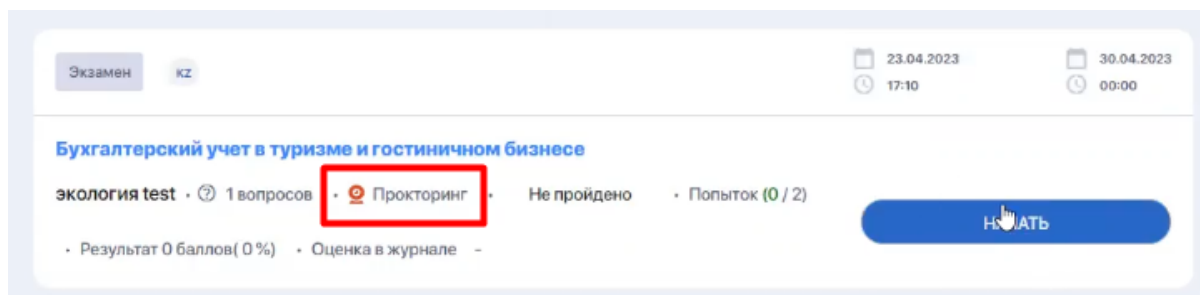 Экзамен KZ 23.04.2023 30.04.2023
17:10 00:00
Бухгалтерский учет в туризме и гостиничном бизнесе
экология test · 1 вопросов · Прокторинг · Не пройдено · Попыток (0 / 2)
· Результат 0 баллов( 0 %) · Оценка в журнале -